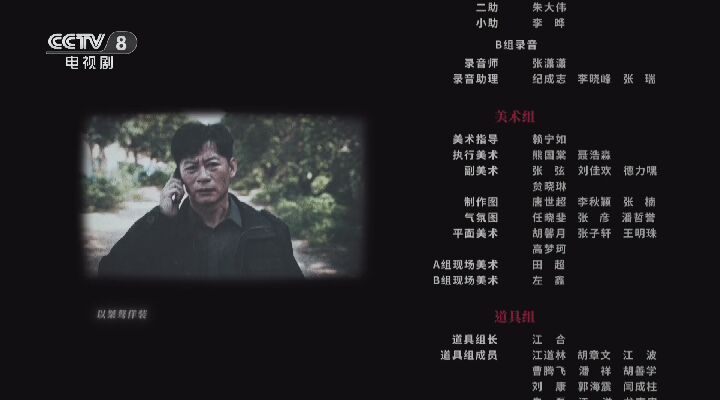 CCTV 8
电视剧
二助 朱大伟
小助 李 晔
B组录音
录音师 张潇潇
录音助理 纪成志 李晓峰 张 瑞
美术组
美术指导 赖宁如
执行美术 熊国棠 聂浩淼
副美术 张 弦 刘佳欢 德力嘿
贠晓琳
制作图 唐世超 李秋颖 张 楠
气氛图 任晓斐 张 彦 潘哲誉
平面美术 胡馨月 张子轩 王明珠
高梦珂
A组现场美术 田 超
B组现场美术 左 鑫
道具组
道具组长 江 合
道具组成员 江道林 胡章文 江 波
曹腾飞 潘 祥 胡善学
刘 康 郭海震 闫成柱